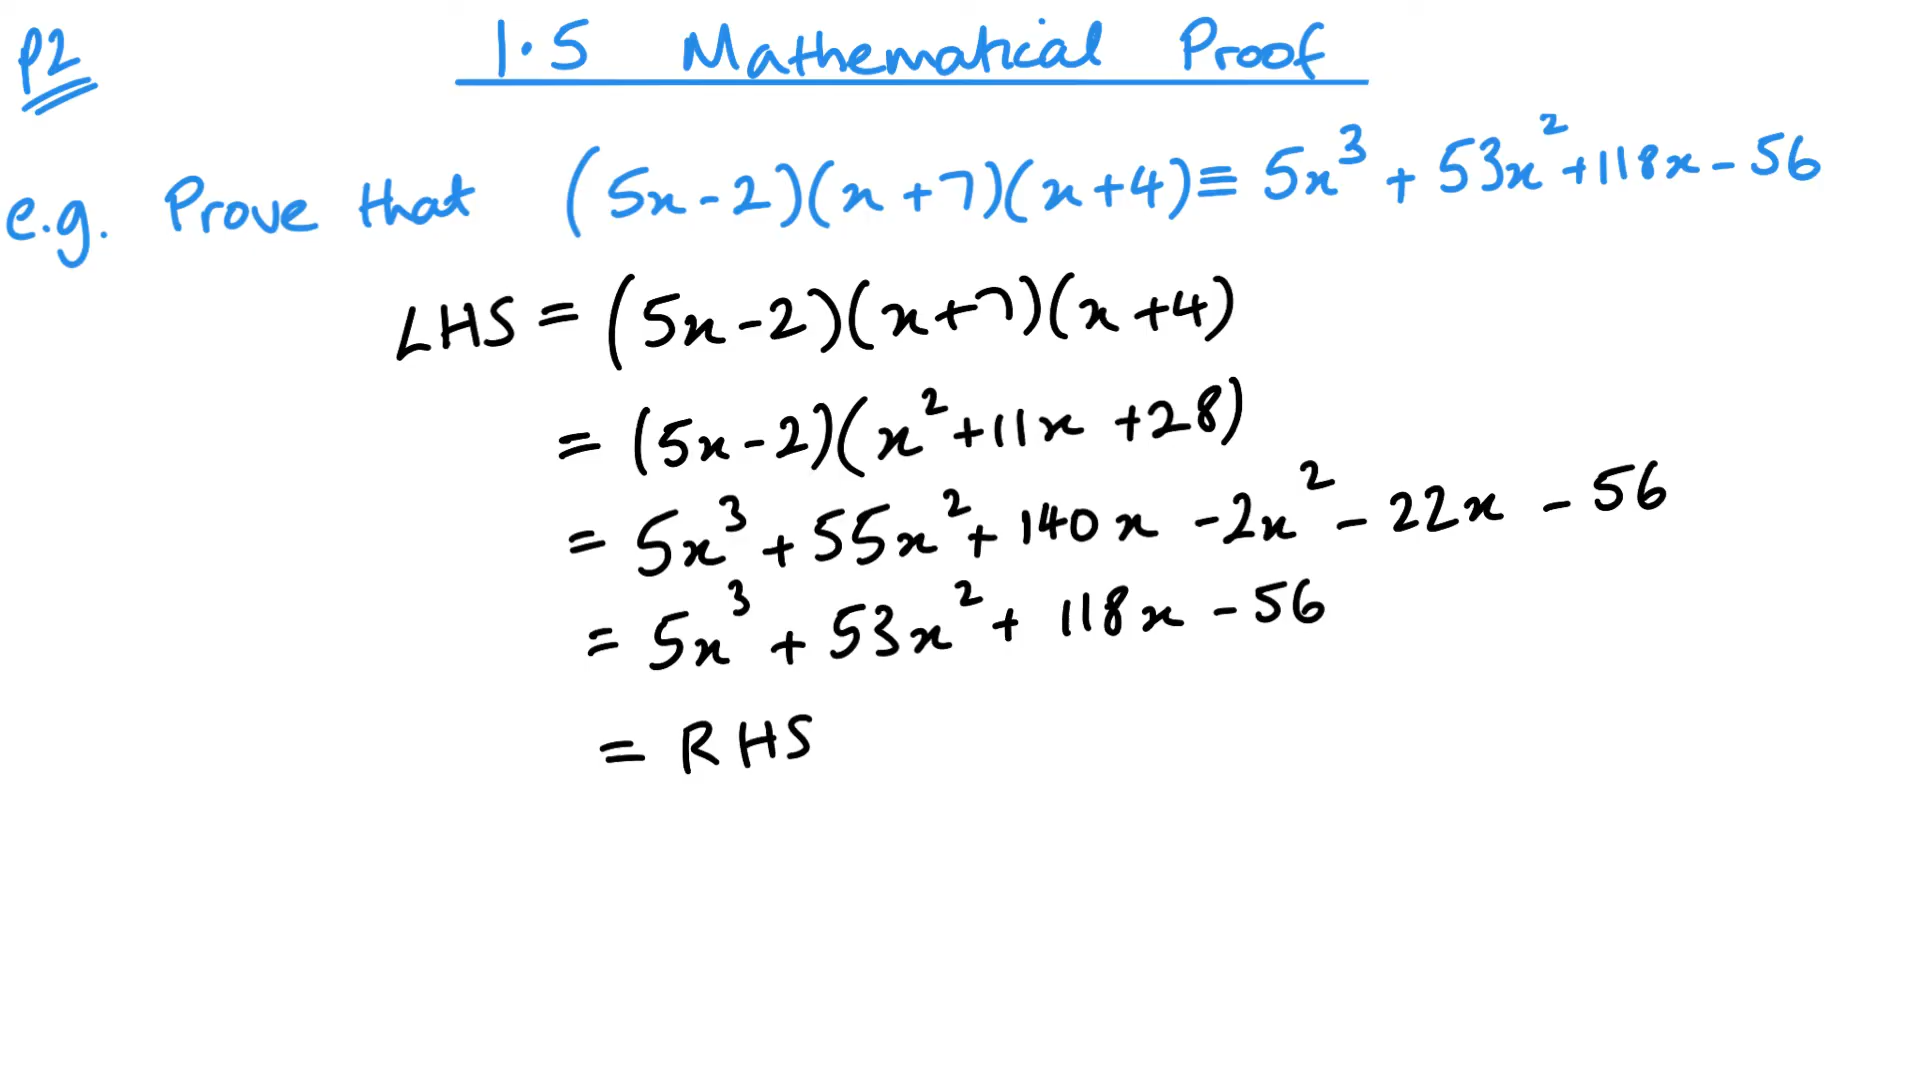 P2
1.5 Mathematical Proof
e.g. Prove that (5x-2)(x+7)(x+4)≡ 5x³ + 53x² +118x - 56
LHS = (5x-2)(x+7)(x+4)
= (5x-2)(x²+11x+28)
= 5x³ + 55x² + 140x - 2x² - 22x - 56
= 5x³ + 53x² + 118x - 56
= RHS